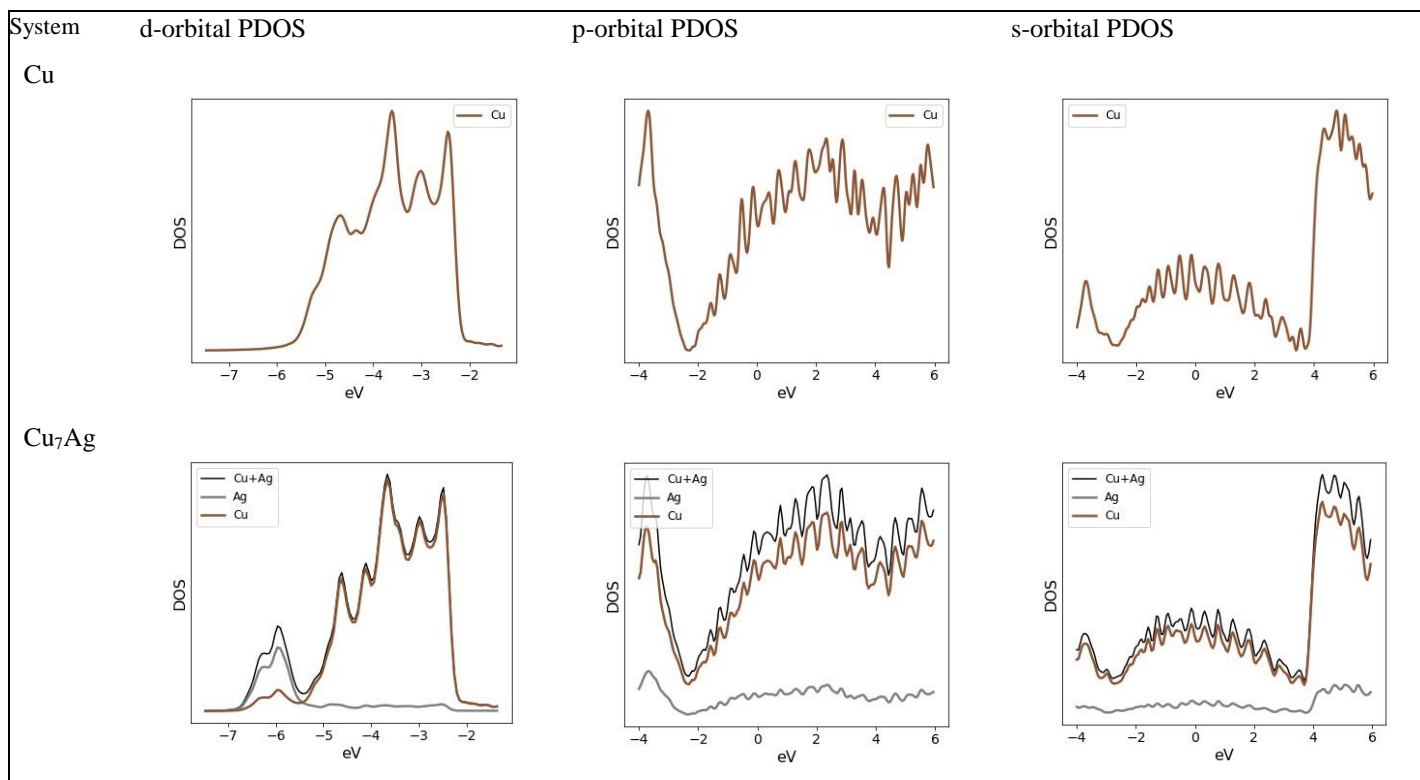 System d-orbital PDOS p-orbital PDOS s-orbital PDOS
Cu
DOS
Cu
−7 −6 −5 −4 −3 −2
eV
DOS
Cu
−4 −2 0 2 4 6
eV
DOS
Cu
−4 −2 0 2 4 6
eV
Cu₇Ag
DOS
Cu+Ag
Ag
Cu
−7 −6 −5 −4 −3 −2
eV
DOS
Cu+Ag
Ag
Cu
−4 −2 0 2 4 6
eV
DOS
Cu+Ag
Ag
Cu
−4 −2 0 2 4 6
eV